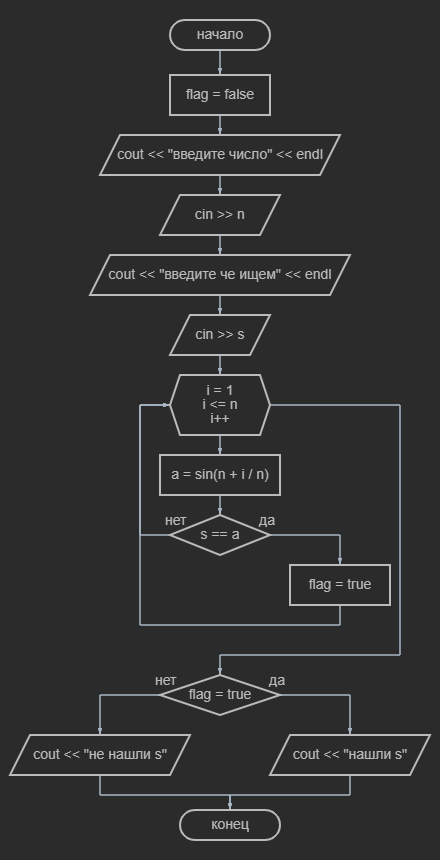 начало
flag = false
cout << "введите число" << endl
cin >> n
cout << "введите че ищем" << endl
cin >> s
i = 1
i <= n
i++
a = sin(n + i / n)
нет
да
s == a
flag = true
нет
да
flag = true
cout << "не нашли s"
cout << "нашли s"
конец